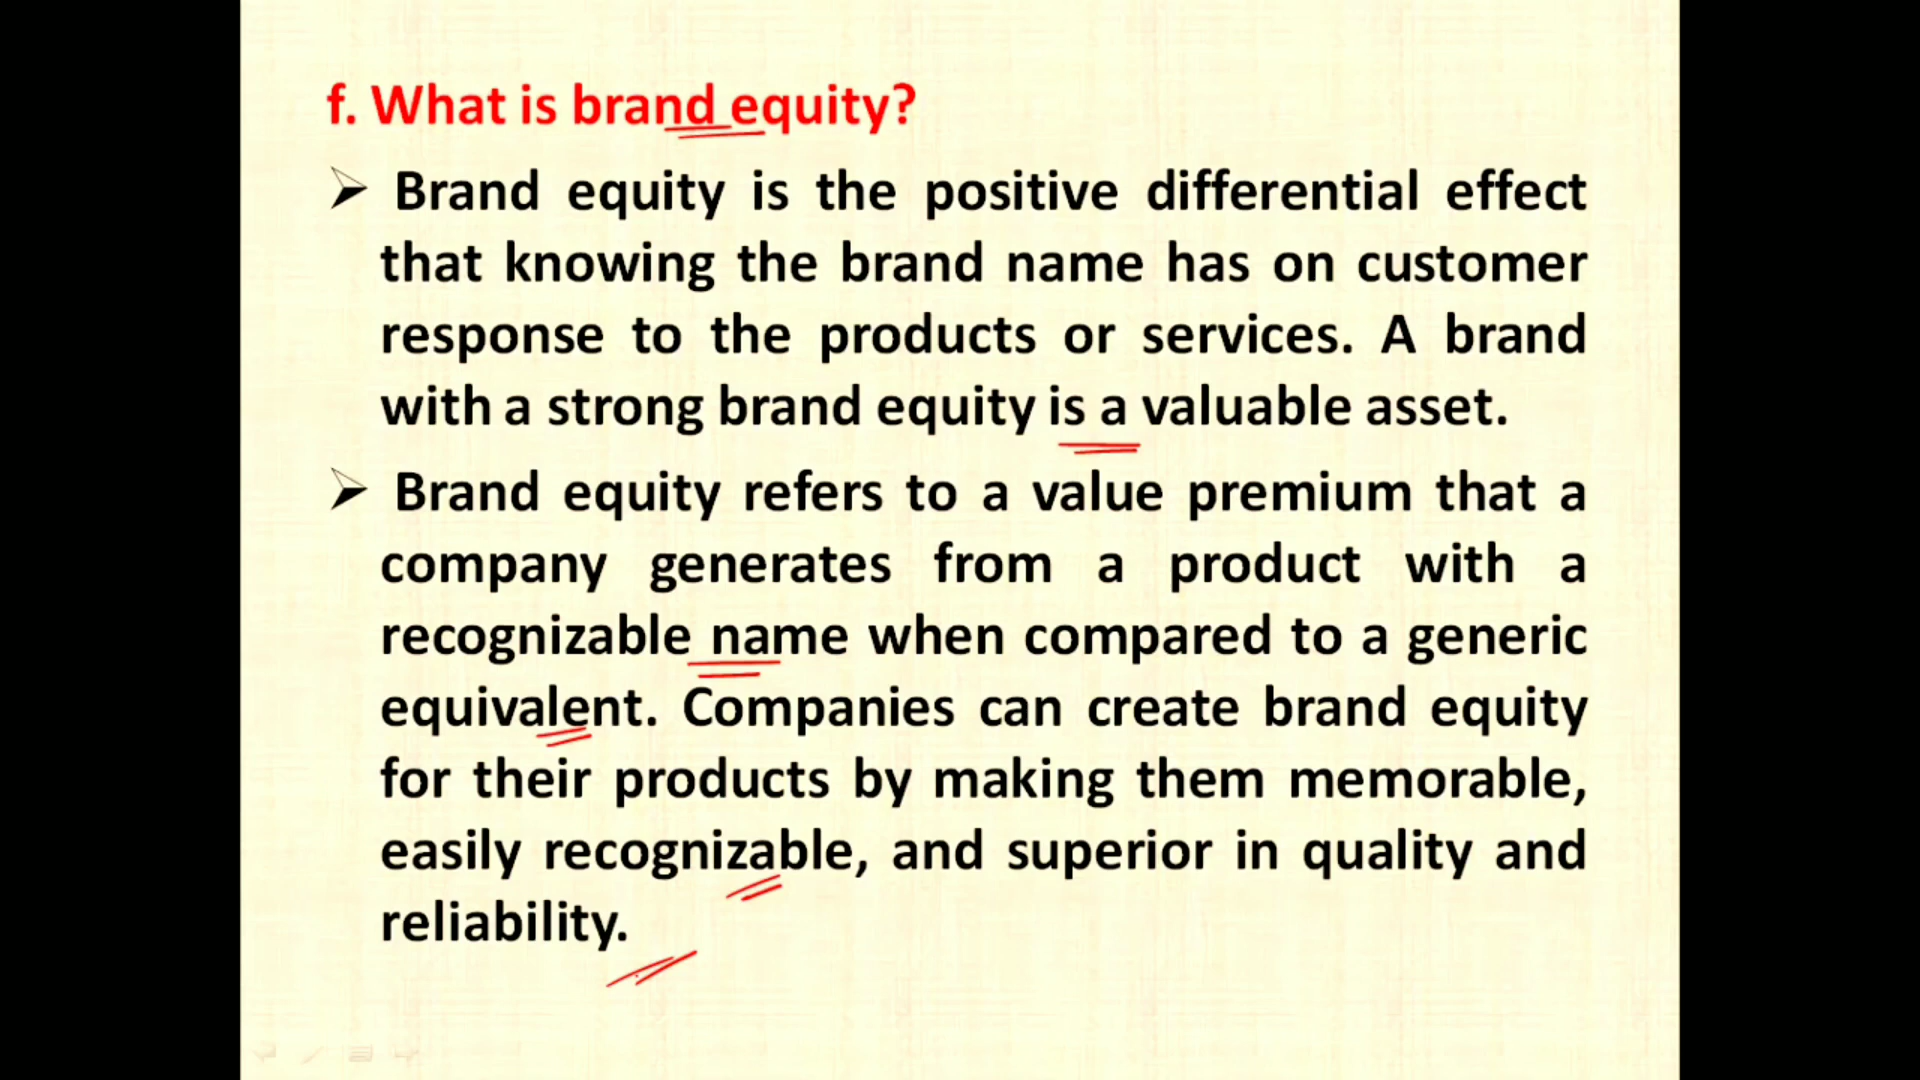 f. What is brand equity?
➢ Brand equity is the positive differential effect
that knowing the brand name has on customer
response to the products or services. A brand
with a strong brand equity is a valuable asset.
➢ Brand equity refers to a value premium that a
company generates from a product with a
recognizable name when compared to a generic
equivalent. Companies can create brand equity
for their products by making them memorable,
easily recognizable, and superior in quality and
reliability.